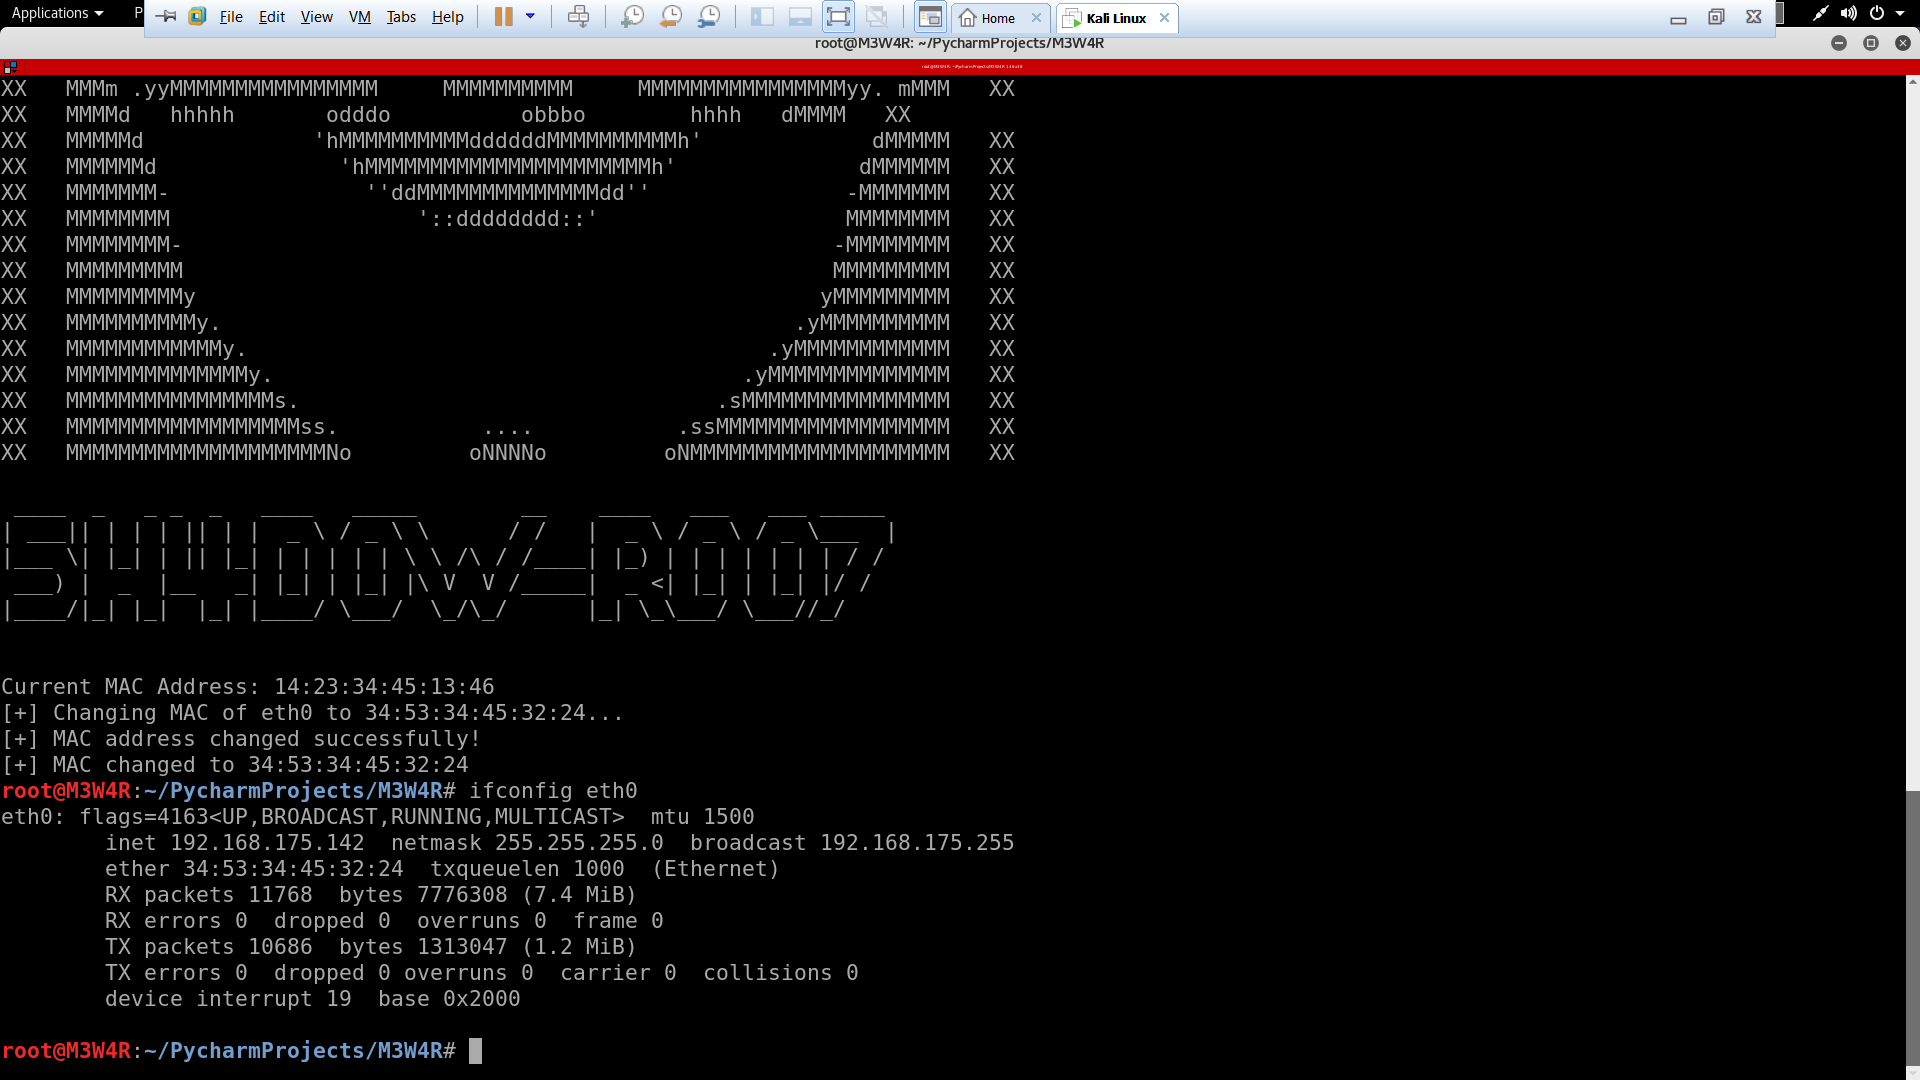 Applications
P
File Edit View VM Tabs Help
Home
Kali Linux
root@M3W4R: ~/PycharmProjects/M3W4R
XX   MMMm .yyMMMMMMMMMMMMMMMM     MMMMMMMMMM     MMMMMMMMMMMMMMMMyy. mMMM   XX
XX   MMMMd   hhhhh       odddo          obbbo        hhhh   dMMMM   XX
XX   MMMMMd             'hMMMMMMMMMMddddddMMMMMMMMMMh'             dMMMMM   XX
XX   MMMMMMd              'hMMMMMMMMMMMMMMMMMMMMMMh'              dMMMMMM   XX
XX   MMMMMMM-               ''ddMMMMMMMMMMMMMMdd''               -MMMMMMM   XX
XX   MMMMMMMM                   '::dddddddd::'                   MMMMMMMM   XX
XX   MMMMMMMM-                                                  -MMMMMMMM   XX
XX   MMMMMMMMM                                                  MMMMMMMMM   XX
XX   MMMMMMMMMy                                                yMMMMMMMMM   XX
XX   MMMMMMMMMMy.                                            .yMMMMMMMMMM   XX
XX   MMMMMMMMMMMMy.                                        .yMMMMMMMMMMMM   XX
XX   MMMMMMMMMMMMMMy.                                    .yMMMMMMMMMMMMMM   XX
XX   MMMMMMMMMMMMMMMMs.                                .sMMMMMMMMMMMMMMMM   XX
XX   MMMMMMMMMMMMMMMMMMss.           ....           .ssMMMMMMMMMMMMMMMMMM   XX
XX   MMMMMMMMMMMMMMMMMMMMNo         oNNNNo         oNMMMMMMMMMMMMMMMMMMMM   XX
SH4DOW-R007
Current MAC Address: 14:23:34:45:13:46
[+] Changing MAC of eth0 to 34:53:34:45:32:24...
[+] MAC address changed successfully!
[+] MAC changed to 34:53:34:45:32:24
root@M3W4R:~/PycharmProjects/M3W4R# ifconfig eth0
eth0: flags=4163<UP,BROADCAST,RUNNING,MULTICAST>  mtu 1500
        inet 192.168.175.142  netmask 255.255.255.0  broadcast 192.168.175.255
        ether 34:53:34:45:32:24  txqueuelen 1000  (Ethernet)
        RX packets 11768  bytes 7776308 (7.4 MiB)
        RX errors 0  dropped 0  overruns 0  frame 0
        TX packets 10686  bytes 1313047 (1.2 MiB)
        TX errors 0  dropped 0 overruns 0  carrier 0  collisions 0
        device interrupt 19  base 0x2000
root@M3W4R:~/PycharmProjects/M3W4R#